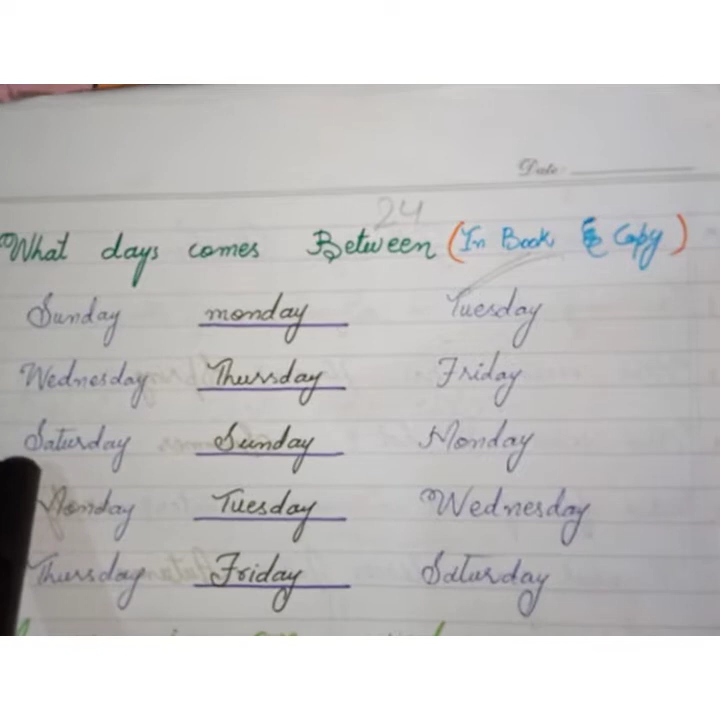 Date
24
What days comes Between (In Book & Copy)
Sunday monday Tuesday
Wednesday Thursday Friday
Saturday Sunday Monday
Monday Tuesday Wednesday
Thursday Friday Saturday